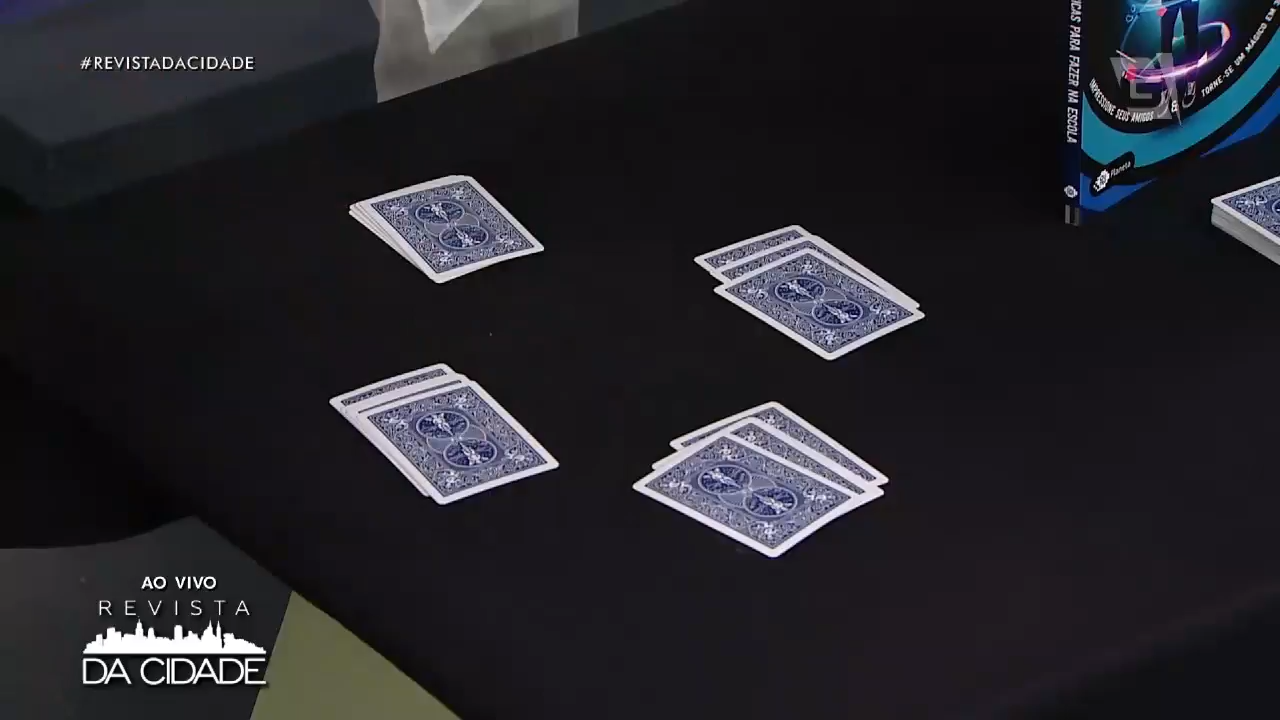 #REVISTADACIDADE
ICAS PARA FAZER NA ESCOLA
IMPRESSIONE SEUS AMIGOS & TORNE-SE UM MÁGICO EM
Planeta
AO VIVO
REVISTA
DA CIDADE